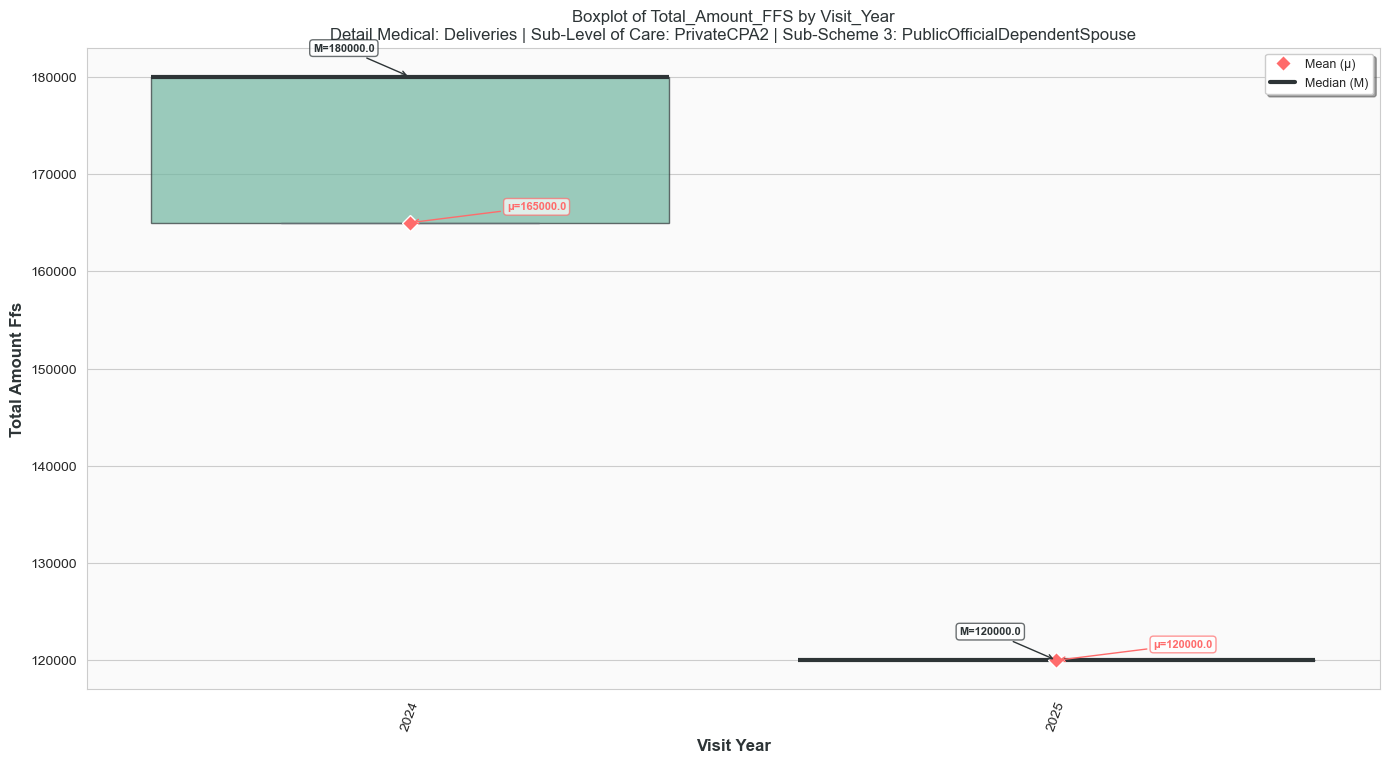 Boxplot of Total_Amount_FFS by Visit_Year
Detail Medical: Deliveries | Sub-Level of Care: PrivateCPA2 | Sub-Scheme 3: PublicOfficialDependentSpouse
M=180000.0
Mean (μ)
Median (M)
180000
170000
μ=165000.0
160000
150000
140000
130000
120000
M=120000.0
μ=120000.0
Total Amount Ffs
2024
2025
Visit Year